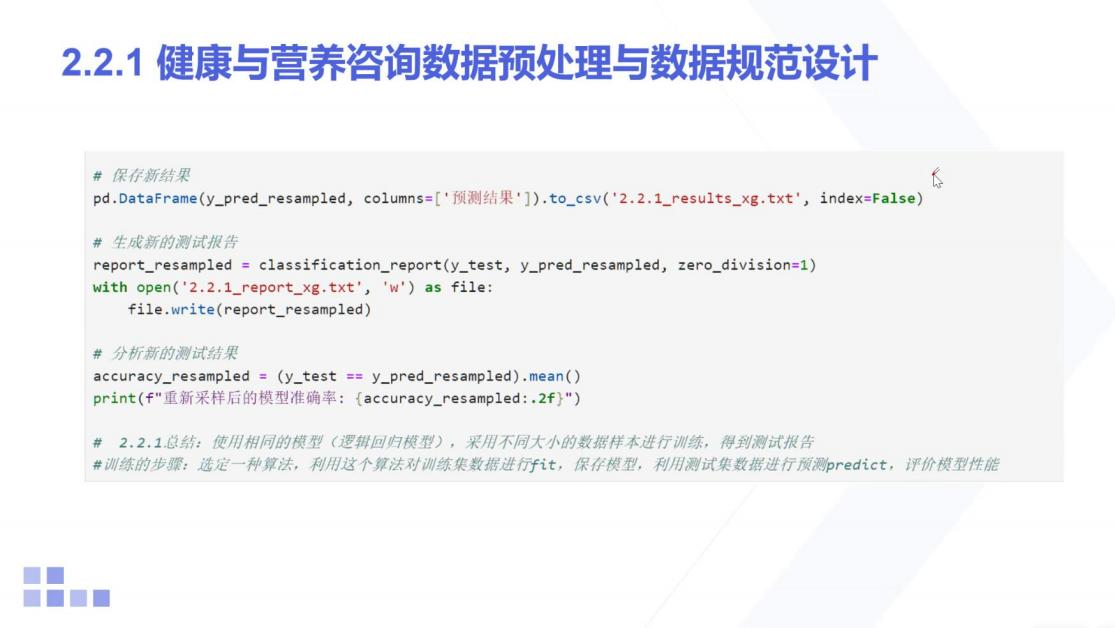 2.2.1 健康与营养咨询数据预处理与数据规范设计
# 保存新结果
pd.DataFrame(y_pred_resampled, columns=['预测结果']).to_csv('2.2.1_results_xg.txt', index=False)
# 生成新的测试报告
report_resampled = classification_report(y_test, y_pred_resampled, zero_division=1)
with open('2.2.1_report_xg.txt', 'w') as file:
    file.write(report_resampled)
# 分析新的测试结果
accuracy_resampled = (y_test == y_pred_resampled).mean()
print(f"重新采样后的模型准确率: {accuracy_resampled:.2f}")
#  2.2.1总结：使用相同的模型（逻辑回归模型），采用不同大小的数据样本进行训练，得到测试报告
#训练的步骤：选定一种算法，利用这个算法对训练集数据进行fit，保存模型，利用测试集数据进行预测predict，评价模型性能